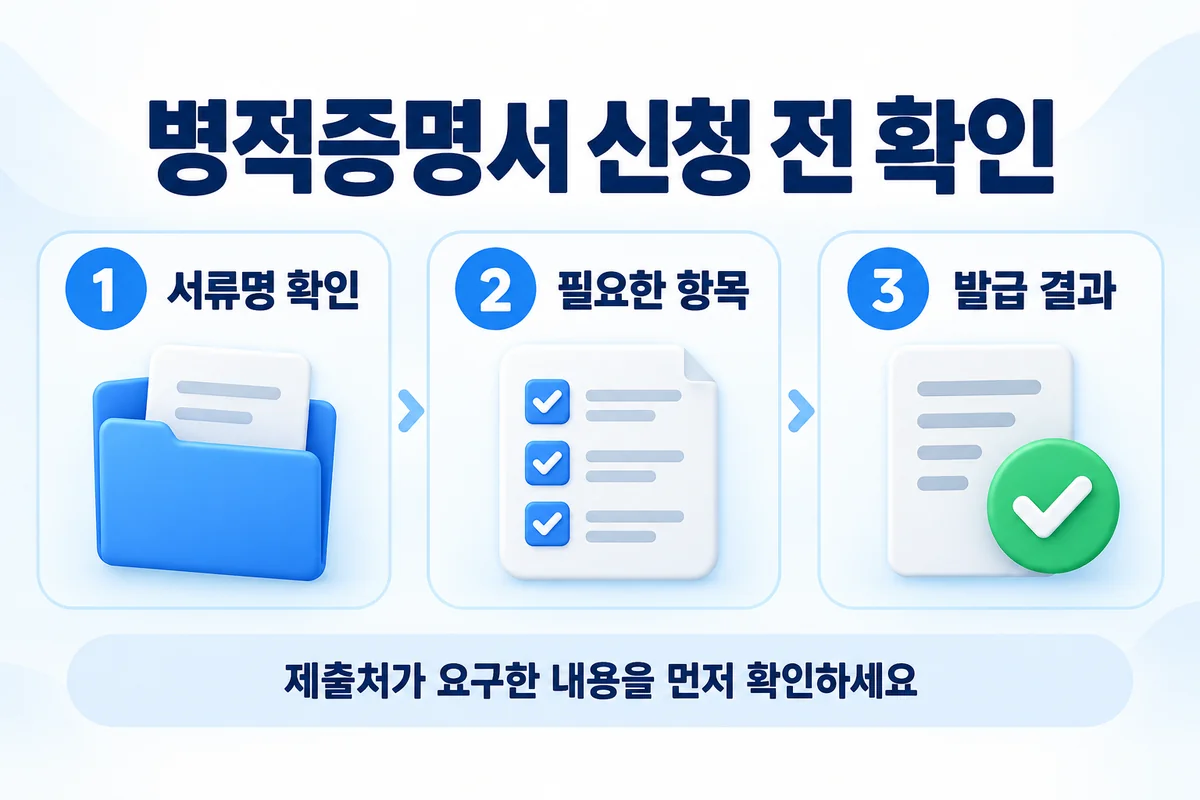 병적증명서 신청 전 확인
1 서류명 확인
2 필요한 항목
3 발급 결과
제출처가 요구한 내용을 먼저 확인하세요